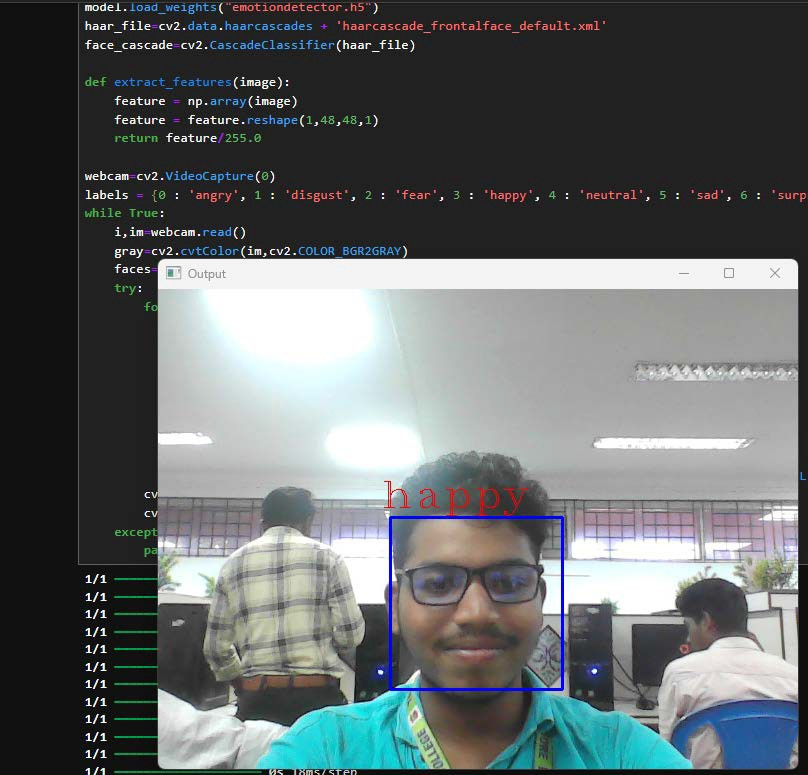 model.load_weights("emotiondetector.h5")
haar_file=cv2.data.haarcascades + 'haarcascade_frontalface_default.xml'
face_cascade=cv2.CascadeClassifier(haar_file)
def extract_features(image):
feature = np.array(image)
feature = feature.reshape(1,48,48,1)
return feature/255.0
webcam=cv2.VideoCapture(0)
labels = {0 : 'angry', 1 : 'disgust', 2 : 'fear', 3 : 'happy', 4 : 'neutral', 5 : 'sad', 6 : 'surp
while True:
i,im=webcam.read()
gray=cv2.cvtColor(im,cv2.COLOR_BGR2GRAY)
faces=
Output
try:
fo
L
happy
cv
cv
except
pa
1/1
1/1
1/1
1/1
1/1
1/1
1/1
1/1
1/1
1/1
1/1
1/1 0s 18ms/step
COLLEGE